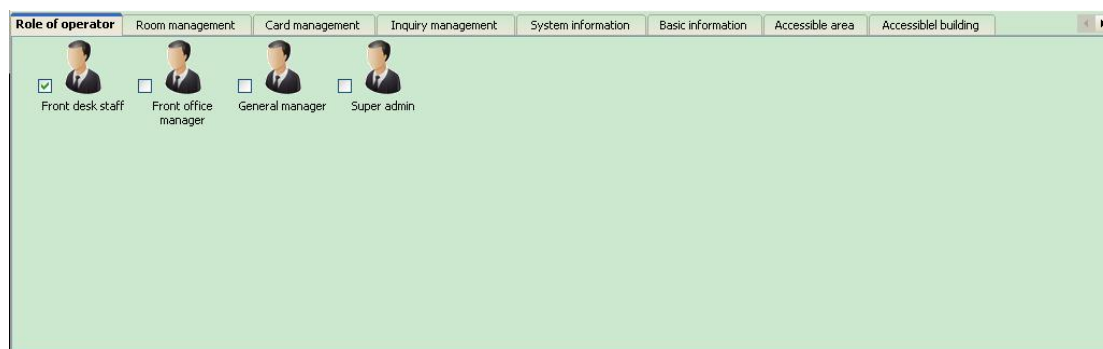 Role of operator Room management Card management Inquiry management System information Basic information Accessible area Accessiblel building
Front desk staff Front office General manager Super admin
manager